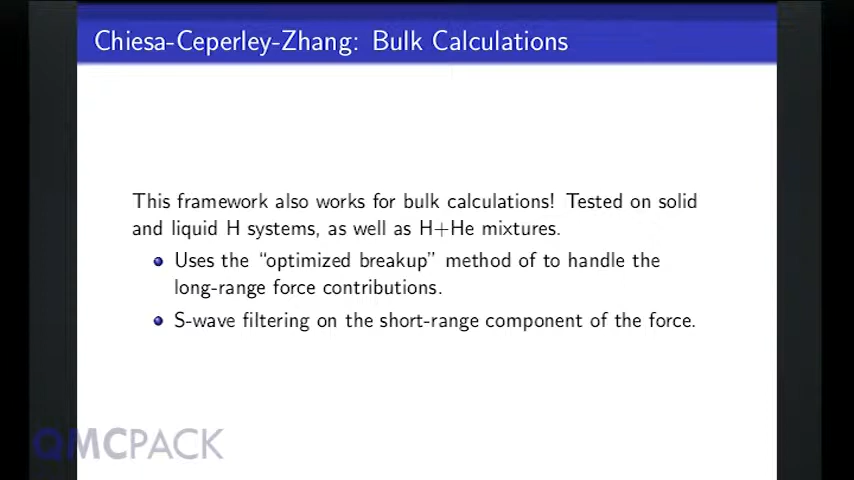 Chiesa-Ceperley-Zhang: Bulk Calculations
This framework also works for bulk calculations! Tested on solid
and liquid H systems, as well as H+He mixtures.
Uses the “optimized breakup” method of to handle the
long-range force contributions.
S-wave filtering on the short-range component of the force.
QMCPACK